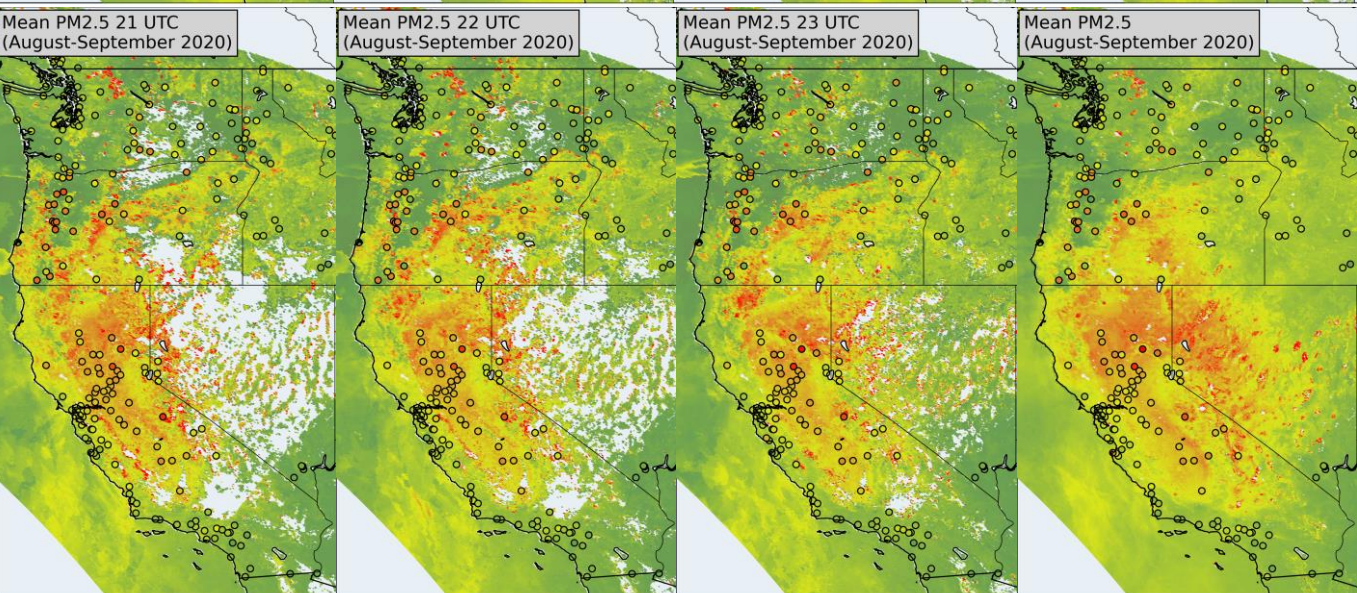 Mean PM2.5 21 UTC
(August-September 2020)
Mean PM2.5 22 UTC
(August-September 2020)
Mean PM2.5 23 UTC
(August-September 2020)
Mean PM2.5
(August-September 2020)